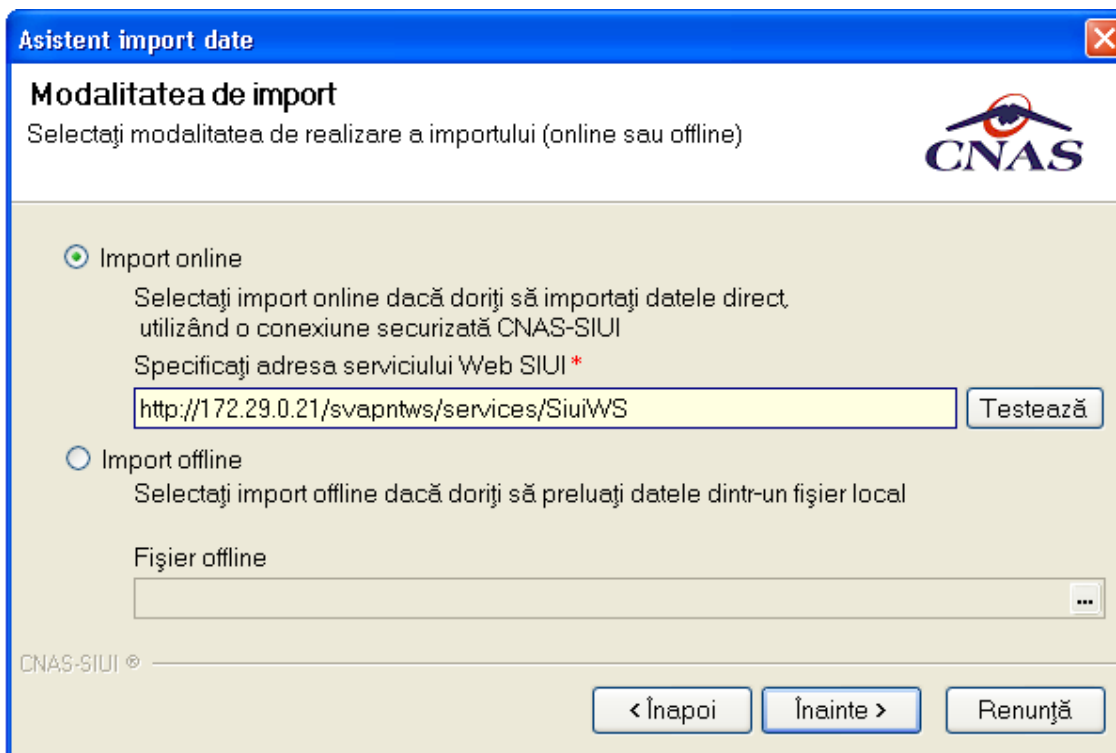 Asistent import date
Modalitatea de import
Selectaţi modalitatea de realizare a importului (online sau offline)
CNAS
Import online
Selectaţi import online dacă doriţi să importaţi datele direct,
utilizând o conexiune securizată CNAS-SIUI
Specificaţi adresa serviciului Web SIUI *
http://172.29.0.21/svapntws/services/SiuiWS
Testează
Import offline
Selectaţi import offline dacă doriţi să preluaţi datele dintr-un fişier local
Fişier offline
...
CNAS-SIUI ®
< Înapoi
Înainte >
Renunţă